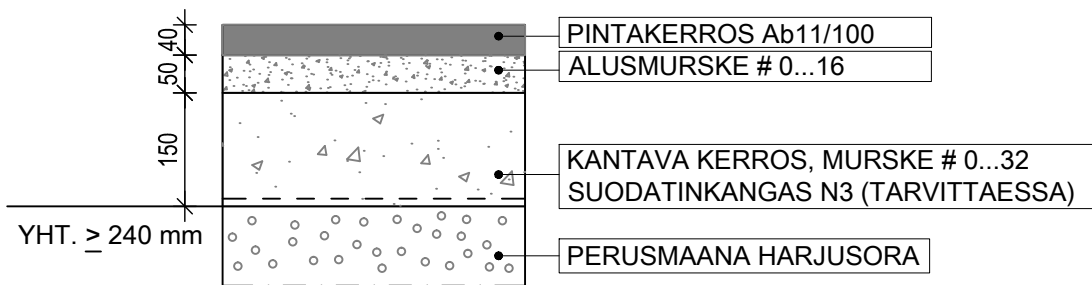 40
PINTAKERROS Ab11/100
50
ALUSMURSKE # 0...16
150
KANTAVA KERROS, MURSKE # 0...32
SUODATINKANGAS N3 (TARVITTAESSA)
YHT. ≥ 240 mm
PERUSMAANA HARJUSORA